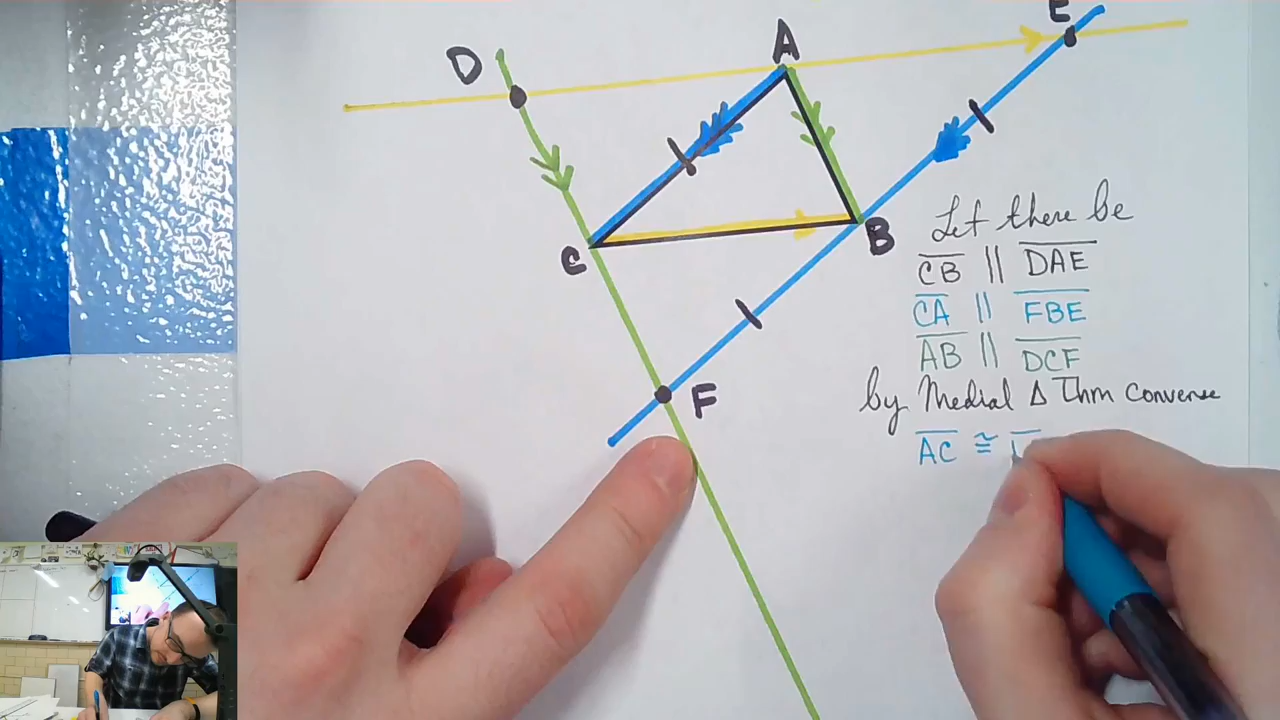 D
A
E
C
B
F
Let there be
CB || DAE
CA || FBE
AB || DCF
by Medial Δ Thm converse
AC ≅